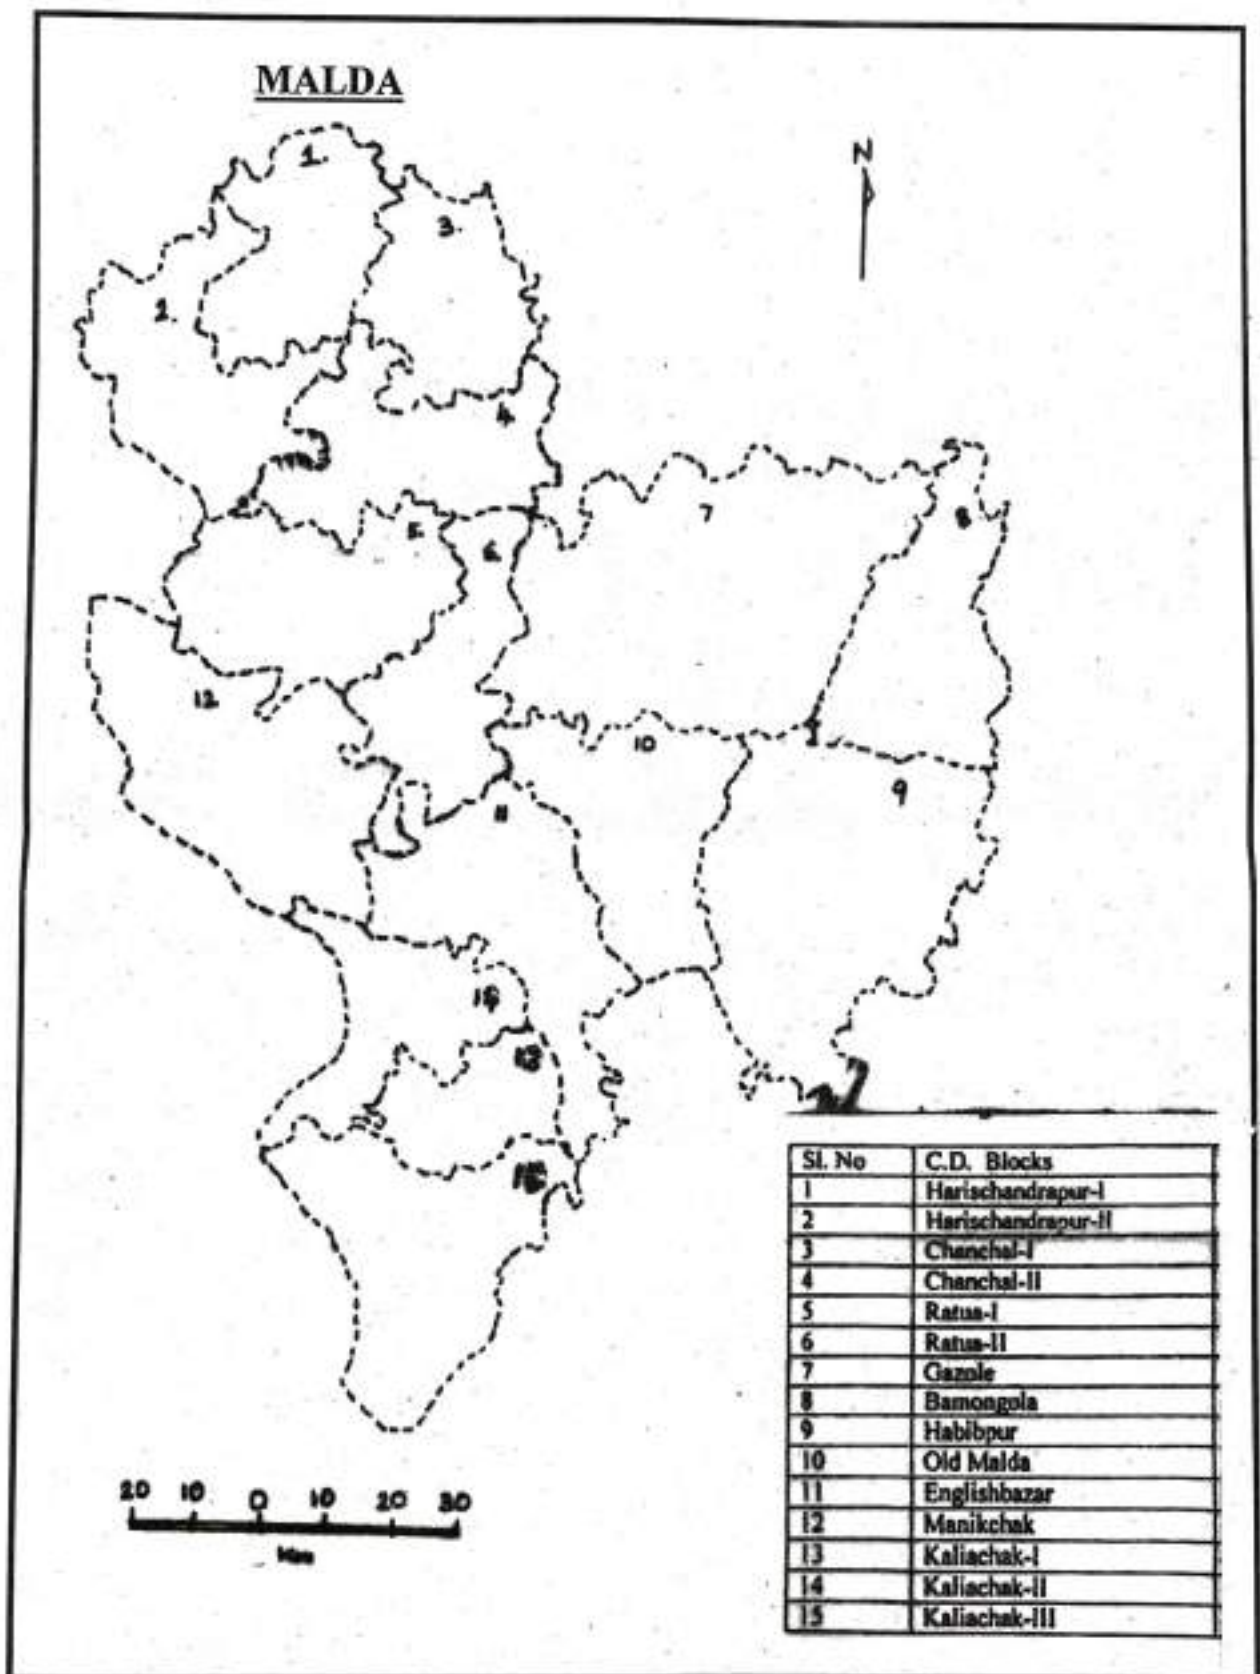 MALDA
N
1.
3.
2.
4
7
8
5.
6.
12
10
9
11
14
13
15
20 10 0 10 20 30
Kms
Sl. No C.D. Blocks
1 Harischandrapur-I
2 Harischandrapur-II
3 Chanchal-I
4 Chanchal-II
5 Ratua-I
6 Ratua-II
7 Gazole
8 Bamongola
9 Habibpur
10 Old Malda
11 Englishbazar
12 Manikchak
13 Kaliachak-I
14 Kaliachak-II
15 Kaliachak-III